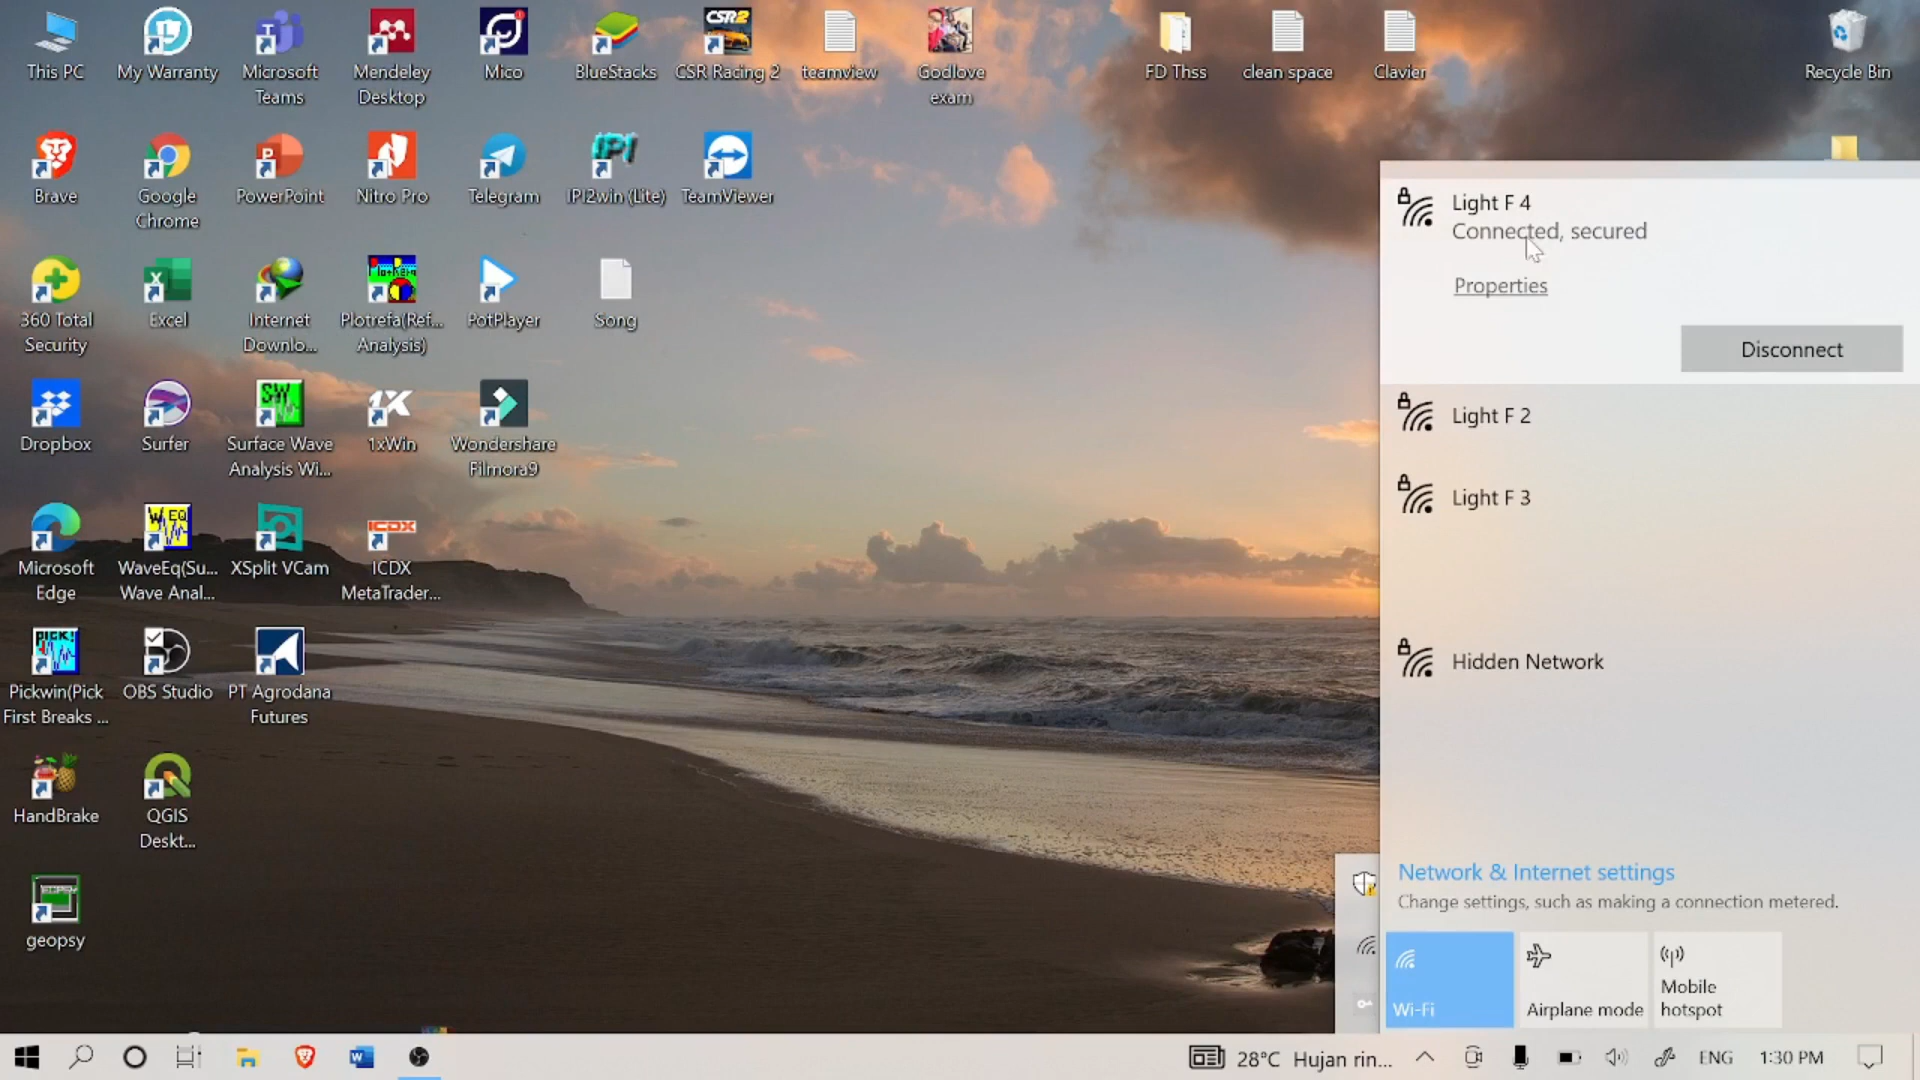 This PC
My Warranty
Microsoft
Teams
Mendeley
Desktop
Mico
BlueStacks
CSR Racing 2
teamview
Godlove
exam
FD Thss
clean space
Clavier
Recycle Bin
Brave
Google
Chrome
PowerPoint
Nitro Pro
Telegram
IPI2win (Lite)
TeamViewer
360 Total
Security
Excel
Internet
Downlo...
Plotrefa(Ref...
Analysis)
PotPlayer
Song
Dropbox
Surfer
Surface Wave
Analysis Wi...
1xWin
Wondershare
Filmora9
Microsoft
Edge
WaveEq(Su...
Wave Anal...
XSplit VCam
ICDX
MetaTrader...
Pickwin(Pick
First Breaks ...
OBS Studio
PT Agrodana
Futures
HandBrake
QGIS
Deskt...
geopsy
Light F 4
Connected, secured
Properties
Disconnect
Light F 2
Light F 3
Hidden Network
Network & Internet settings
Change settings, such as making a connection metered.
Wi-Fi
Airplane mode
Mobile
hotspot
28°C Hujan rin...
ENG
1:30 PM